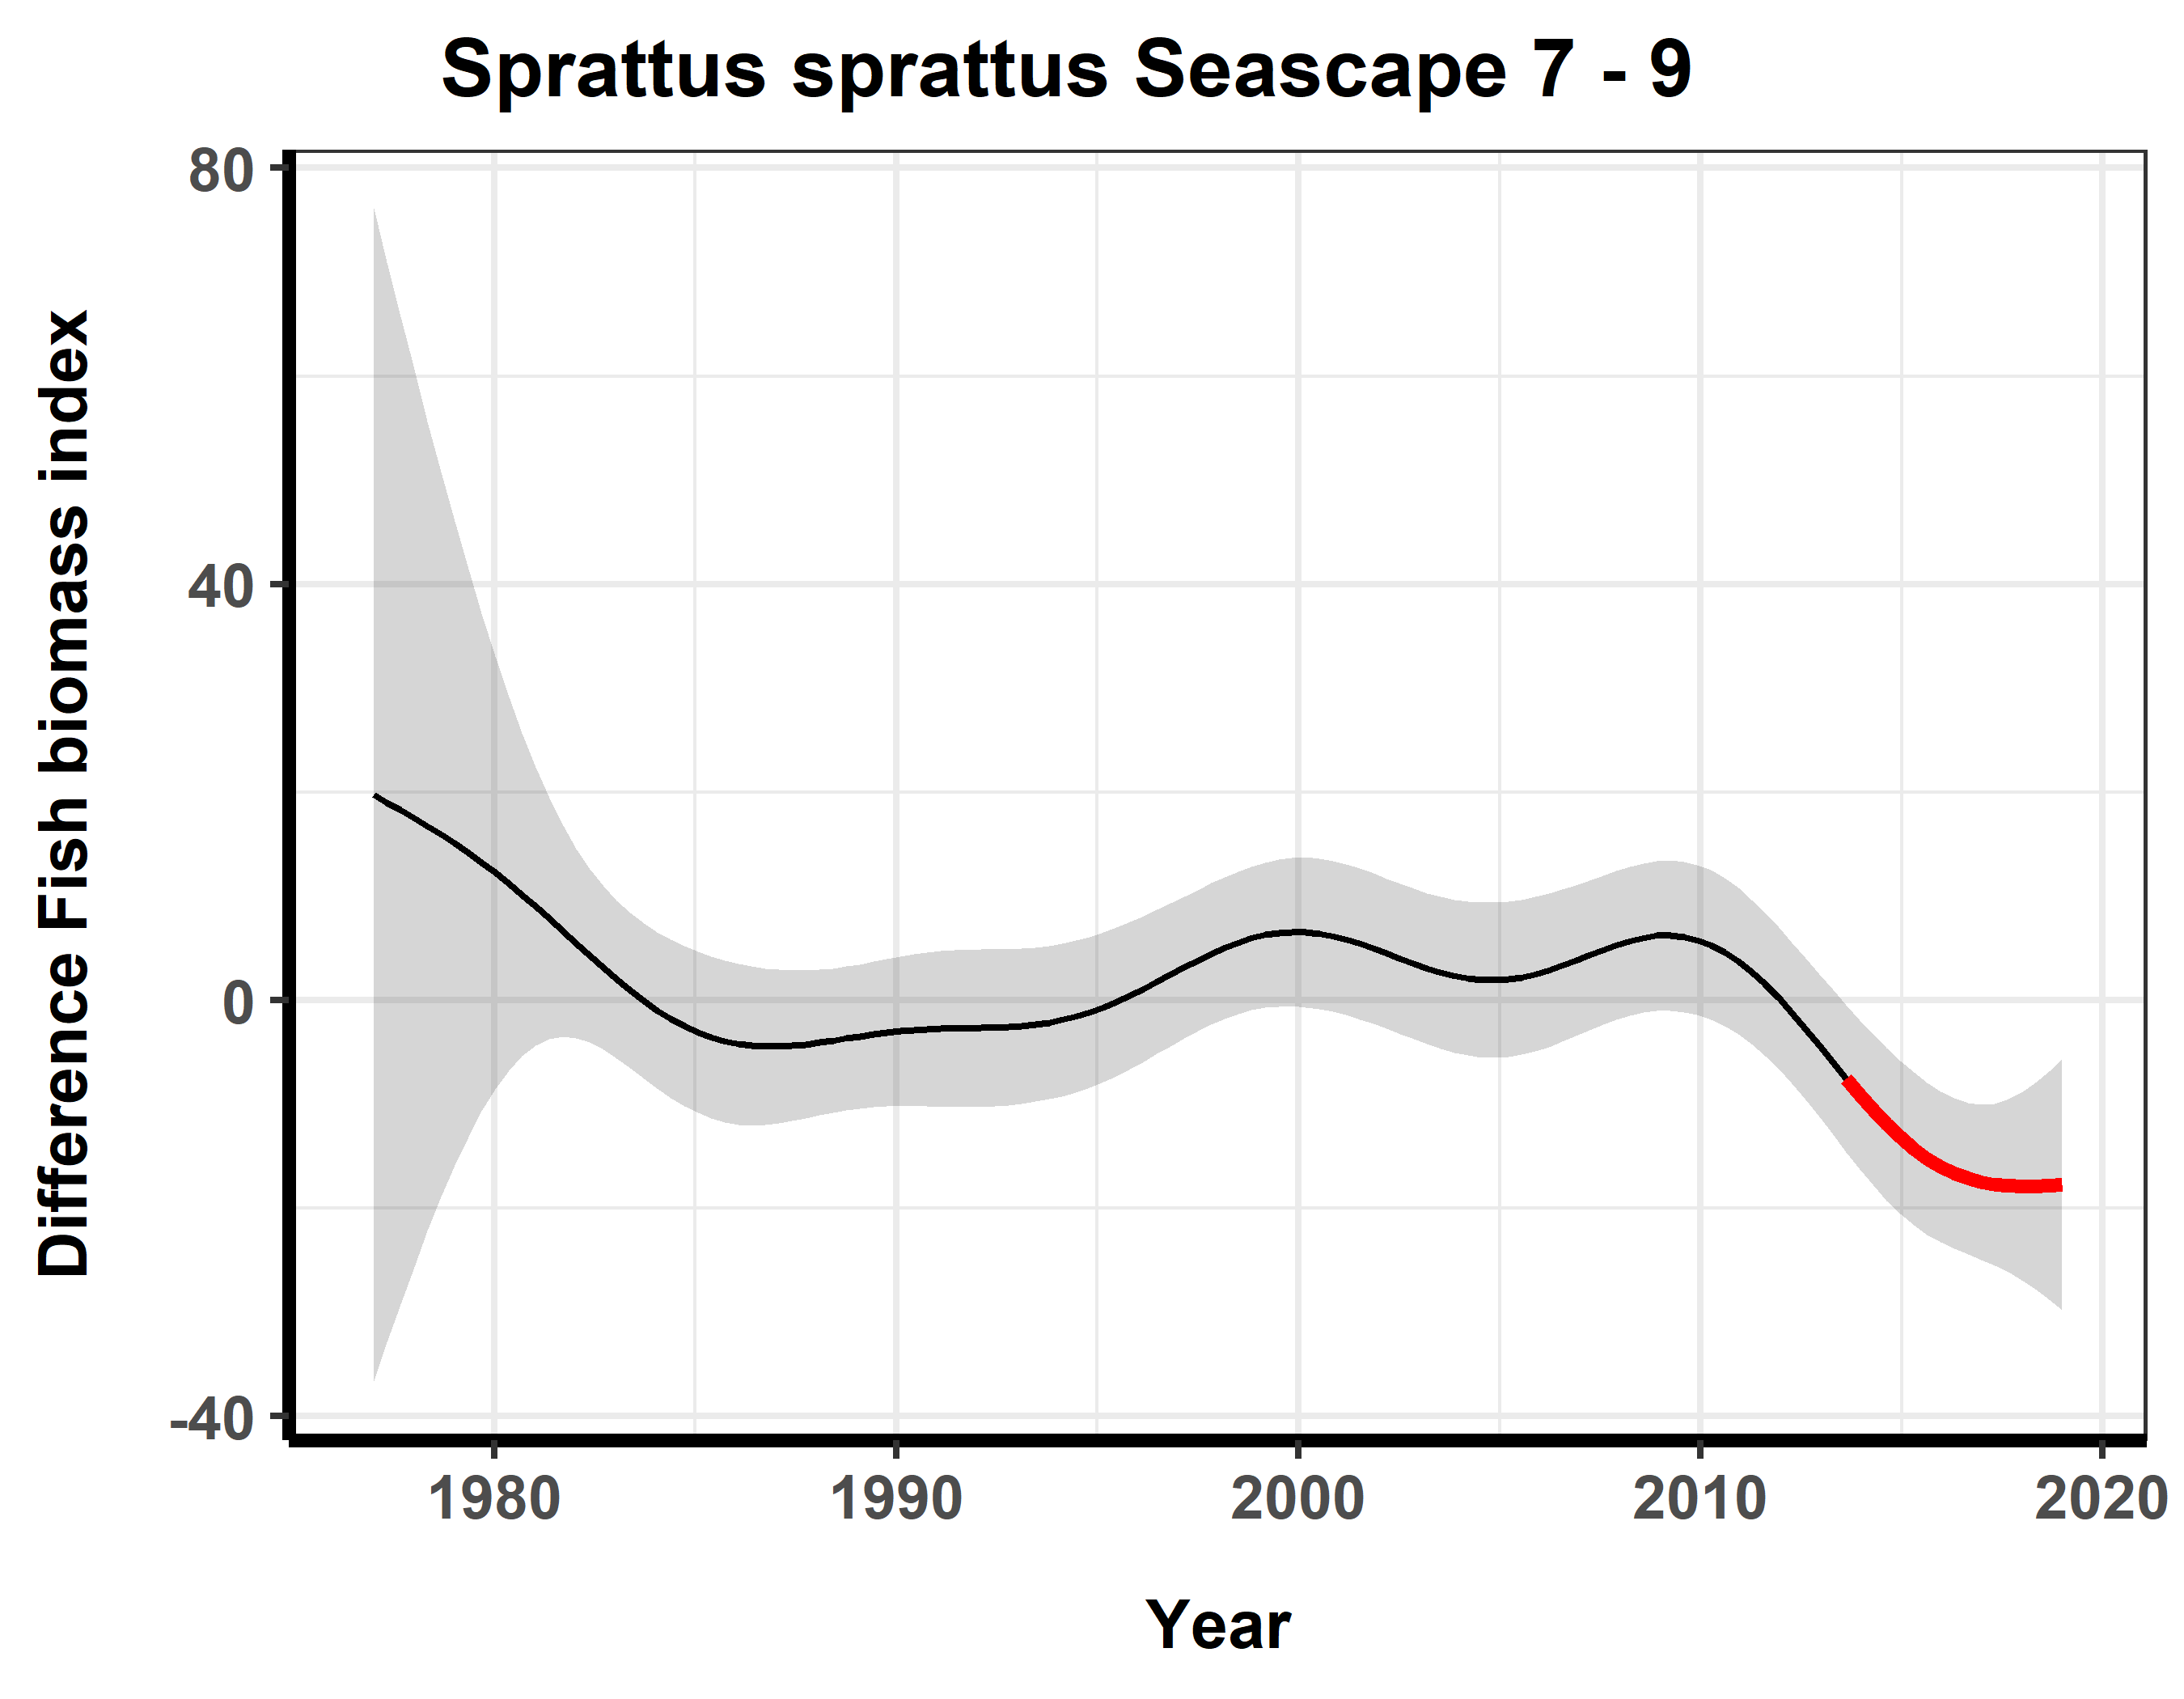 Sprattus sprattus Seascape 7 - 9
Difference Fish biomass index
80
40
0
-40
1980 1990 2000 2010 2020
Year